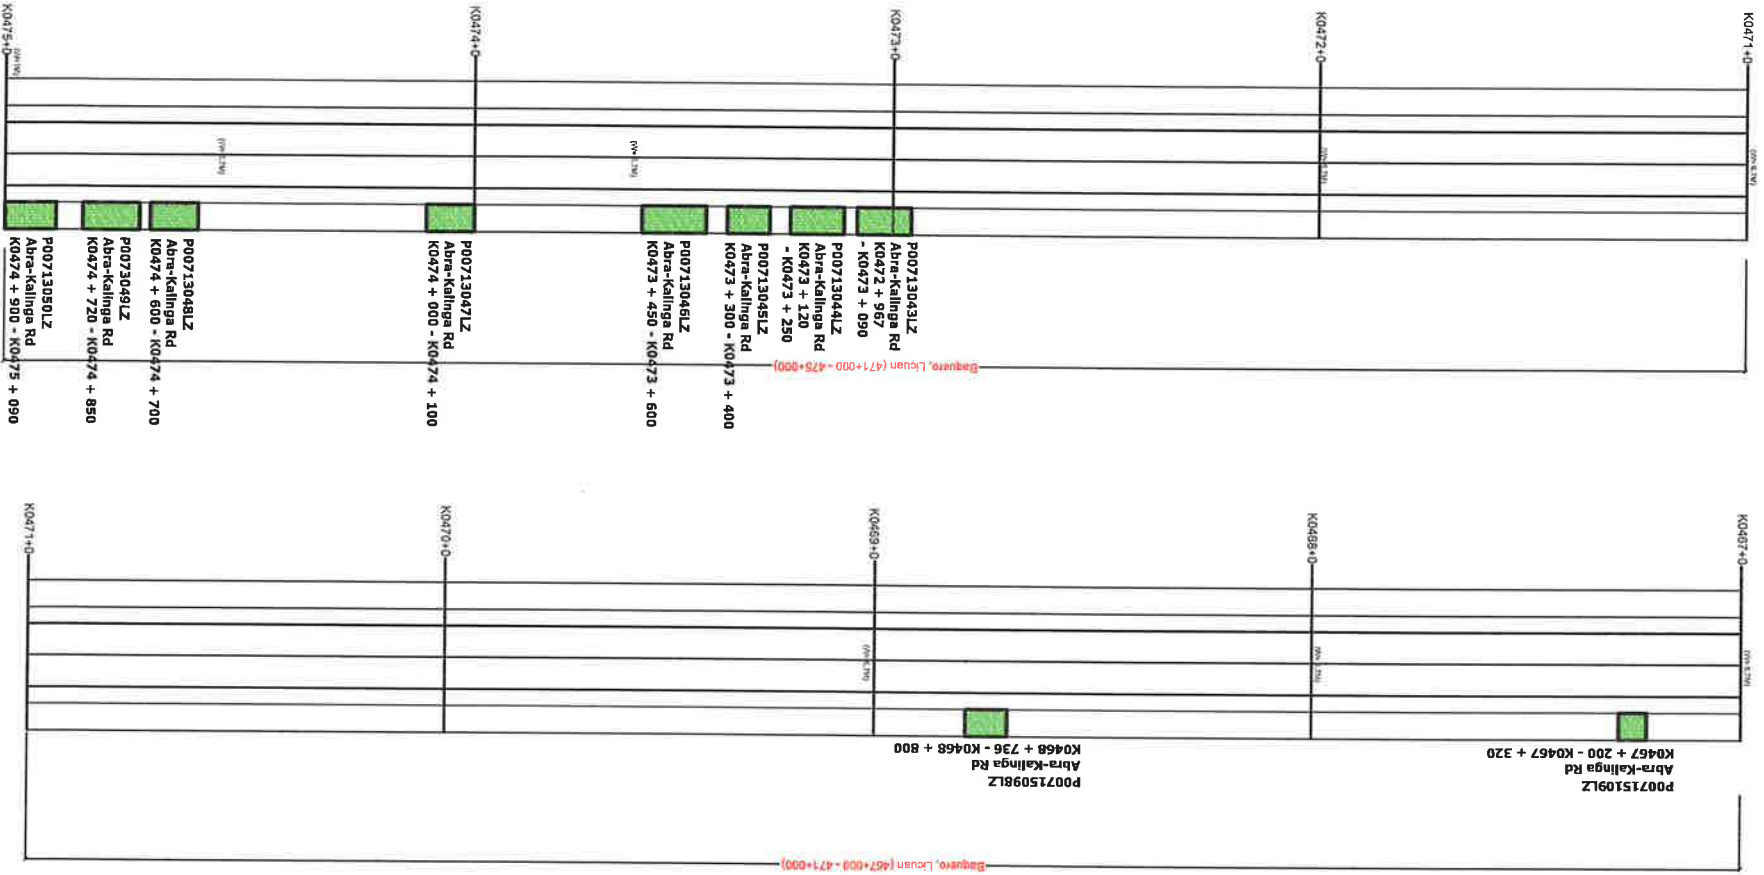 K0475+0
K0474+0
K0473+0
K0472+0
K0471+0
P00713050LZ
Abra-Kalinga Rd
K0474 + 900 - K0475 + 090
P0073049LZ
Abra-Kalinga Rd
K0474 + 720 - K0474 + 850
P00713048LZ
Abra-Kalinga Rd
K0474 + 600 - K0474 + 700
P00713047LZ
Abra-Kalinga Rd
K0474 + 000 - K0474 + 100
P00713046LZ
Abra-Kalinga Rd
K0473 + 450 - K0473 + 600
P00713045LZ
Abra-Kalinga Rd
K0473 + 300 - K0473 + 400
P00713044LZ
Abra-Kalinga Rd
K0473 + 120
- K0473 + 250
P00713043LZ
Abra-Kalinga Rd
K0472 + 967
- K0473 + 090
Baquero, Licuan (471+000 - 475+000)
K0471+0
K0470+0
K0469+0
K0468+0
K0467+0
P00715098LZ
Abra-Kalinga Rd
K0468 + 736 - K0468 + 800
P00715109LZ
Abra-Kalinga Rd
K0467 + 200 - K0467 + 320
Baquero, Licuan (467+000 - 471+000)